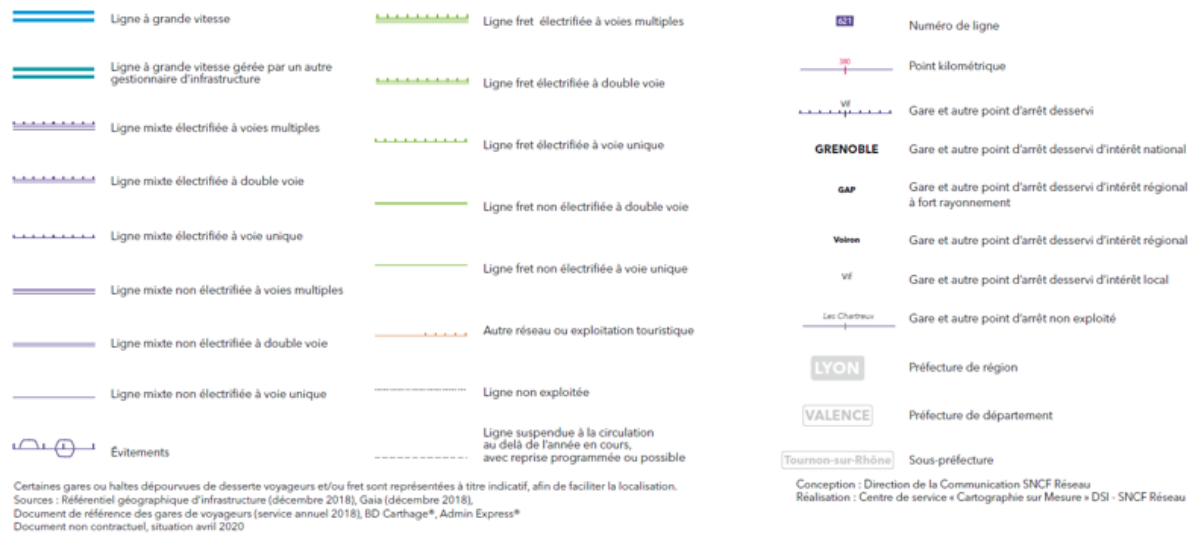 Ligne à grande vitesse
Ligne à grande vitesse gérée par un autre
gestionnaire d'infrastructure
Ligne mixte électrifiée à voies multiples
Ligne mixte électrifiée à double voie
Ligne mixte électrifiée à voie unique
Ligne mixte non électrifiée à voies multiples
Ligne mixte non électrifiée à double voie
Ligne mixte non électrifiée à voie unique
Évitements
Ligne fret électrifiée à voies multiples
Ligne fret électrifiée à double voie
Ligne fret électrifiée à voie unique
Ligne fret non électrifiée à double voie
Ligne fret non électrifiée à voie unique
Autre réseau ou exploitation touristique
Ligne non exploitée
Ligne suspendue à la circulation
au delà de l'année en cours,
avec reprise programmée ou possible
621 Numéro de ligne
380 Point kilométrique
Vif Gare et autre point d'arrêt desservi
GRENOBLE Gare et autre point d'arrêt desservi d'intérêt national
GAP Gare et autre point d'arrêt desservi d'intérêt régional
à fort rayonnement
Voiron Gare et autre point d'arrêt desservi d'intérêt régional
Vif Gare et autre point d'arrêt desservi d'intérêt local
Les Chartreux Gare et autre point d'arrêt non exploité
LYON Préfecture de région
VALENCE Préfecture de département
Tournon-sur-Rhône Sous-préfecture
Certaines gares ou haltes dépourvues de desserte voyageurs et/ou fret sont représentées à titre indicatif, afin de faciliter la localisation.
Sources : Référentiel géographique d'infrastructure (décembre 2018), Gaia (décembre 2018),
Document de référence des gares de voyageurs (service annuel 2018), BD Carthage®, Admin Express®
Document non contractuel, situation avril 2020
Conception : Direction de la Communication SNCF Réseau
Réalisation : Centre de service « Cartographie sur Mesure » DSI - SNCF Réseau